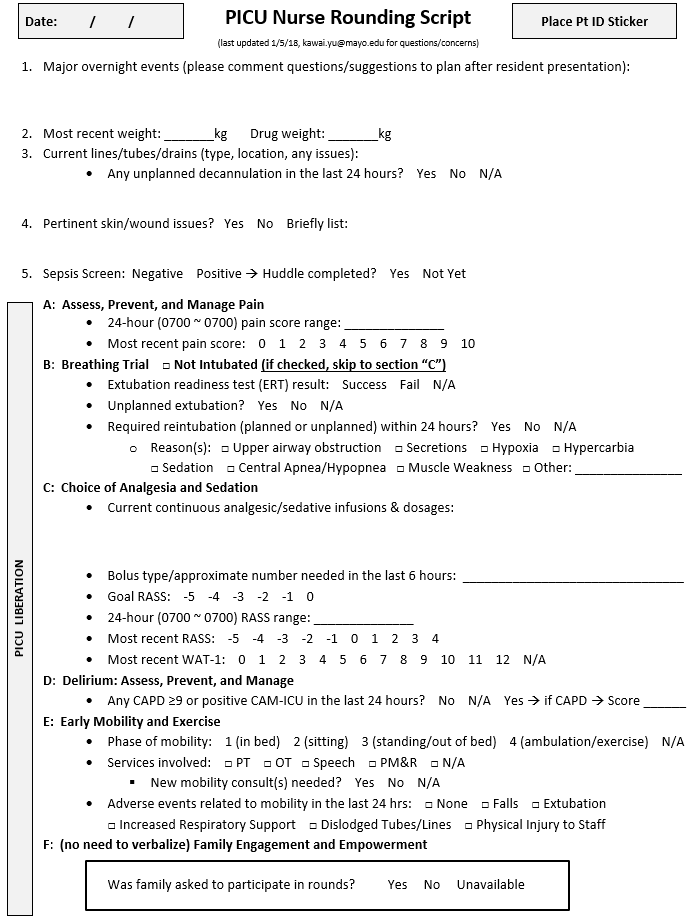 Date: / /
PICU Nurse Rounding Script
Place Pt ID Sticker
(last updated 1/5/18, kawai.yu@mayo.edu for questions/concerns)
1. Major overnight events (please comment questions/suggestions to plan after resident presentation):
2. Most recent weight: _______kg Drug weight: _______kg
3. Current lines/tubes/drains (type, location, any issues):
• Any unplanned decannulation in the last 24 hours? Yes No N/A
4. Pertinent skin/wound issues? Yes No Briefly list:
5. Sepsis Screen: Negative Positive → Huddle completed? Yes Not Yet
PICU LIBERATION
A: Assess, Prevent, and Manage Pain
• 24-hour (0700 ~ 0700) pain score range: ______________
• Most recent pain score: 0 1 2 3 4 5 6 7 8 9 10
B: Breathing Trial □ Not Intubated (if checked, skip to section “C”)
• Extubation readiness test (ERT) result: Success Fail N/A
• Unplanned extubation? Yes No N/A
• Required reintubation (planned or unplanned) within 24 hours? Yes No N/A
o Reason(s): □ Upper airway obstruction □ Secretions □ Hypoxia □ Hypercarbia
□ Sedation □ Central Apnea/Hypopnea □ Muscle Weakness □ Other: _______________
C: Choice of Analgesia and Sedation
• Current continuous analgesic/sedative infusions & dosages:
• Bolus type/approximate number needed in the last 6 hours: _______________________________
• Goal RASS: -5 -4 -3 -2 -1 0
• 24-hour (0700 ~ 0700) RASS range: ______________
• Most recent RASS: -5 -4 -3 -2 -1 0 1 2 3 4
• Most recent WAT-1: 0 1 2 3 4 5 6 7 8 9 10 11 12 N/A
D: Delirium: Assess, Prevent, and Manage
• Any CAPD ≥9 or positive CAM-ICU in the last 24 hours? No N/A Yes → if CAPD → Score ______
E: Early Mobility and Exercise
• Phase of mobility: 1 (in bed) 2 (sitting) 3 (standing/out of bed) 4 (ambulation/exercise) N/A
• Services involved: □ PT □ OT □ Speech □ PM&R □ N/A
▪ New mobility consult(s) needed? Yes No N/A
• Adverse events related to mobility in the last 24 hrs: □ None □ Falls □ Extubation
□ Increased Respiratory Support □ Dislodged Tubes/Lines □ Physical Injury to Staff
F: (no need to verbalize) Family Engagement and Empowerment
Was family asked to participate in rounds? Yes No Unavailable